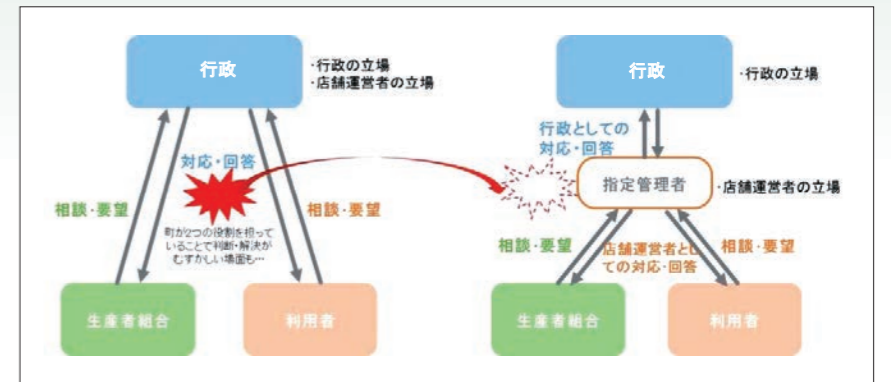 行政
･行政の立場
･店舗運営者の立場
対応･回答
相談･要望
相談･要望
町が2つの役割を担って
いることで判断･解決が
むずかしい場面も…
生産者組合
利用者
行政
･行政の立場
行政としての
対応･回答
指定管理者
･店舗運営者の立場
相談･要望
店舗運営者とし
ての対応･回答
相談･要望
生産者組合
利用者